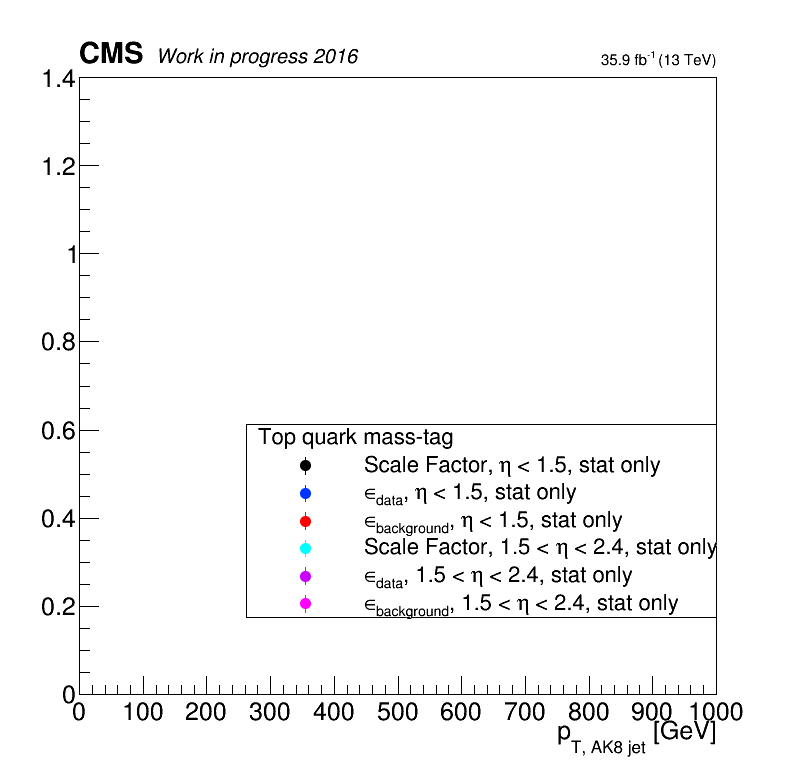 CMS Work in progress 2016
35.9 fb⁻¹ (13 TeV)
1.4
1.2
1
0.8
0.6
0.4
0.2
0
Top quark mass-tag
Scale Factor, η < 1.5, stat only
∈data, η < 1.5, stat only
∈background, η < 1.5, stat only
Scale Factor, 1.5 < η < 2.4, stat only
∈data, 1.5 < η < 2.4, stat only
∈background, 1.5 < η < 2.4, stat only
0 100 200 300 400 500 600 700 800 900 1000
pT, AK8 jet [GeV]